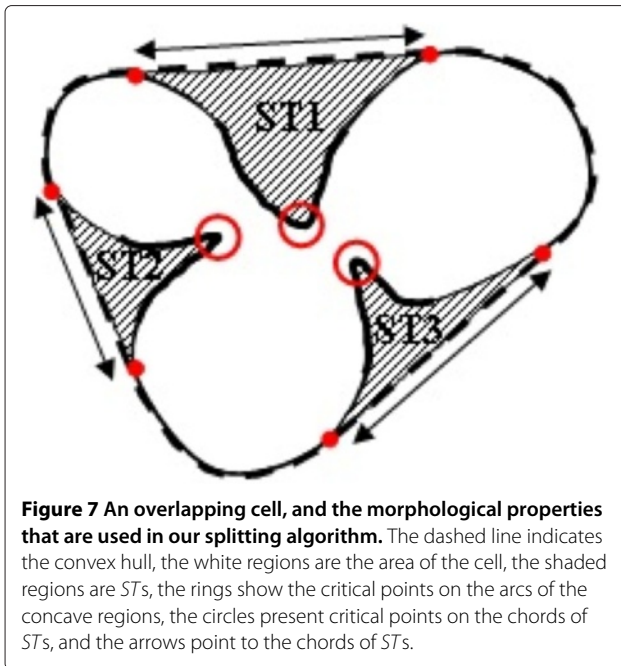 ST1
ST2
ST3
Figure 7 An overlapping cell, and the morphological properties
that are used in our splitting algorithm. The dashed line indicates
the convex hull, the white regions are the area of the cell, the shaded
regions are STs, the rings show the critical points on the arcs of the
concave regions, the circles present critical points on the chords of
STs, and the arrows point to the chords of STs.